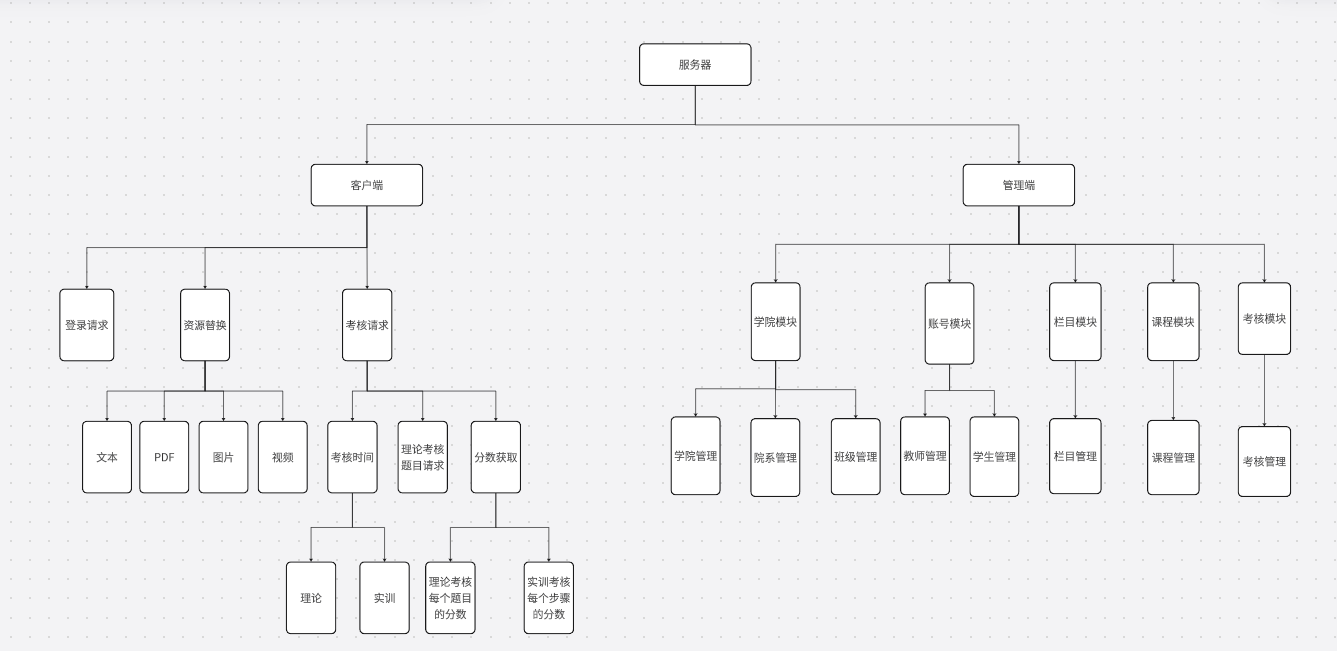 服务器
客户端
管理端
登录请求
资源替换
考核请求
学院模块
账号模块
栏目模块
课程模块
考核模块
文本
PDF
图片
视频
考核时间
理论考核
题目请求
分数获取
学院管理
院系管理
班级管理
教师管理
学生管理
栏目管理
课程管理
考核管理
理论
实训
理论考核
每个题目
的分数
实训考核
每个步骤
的分数